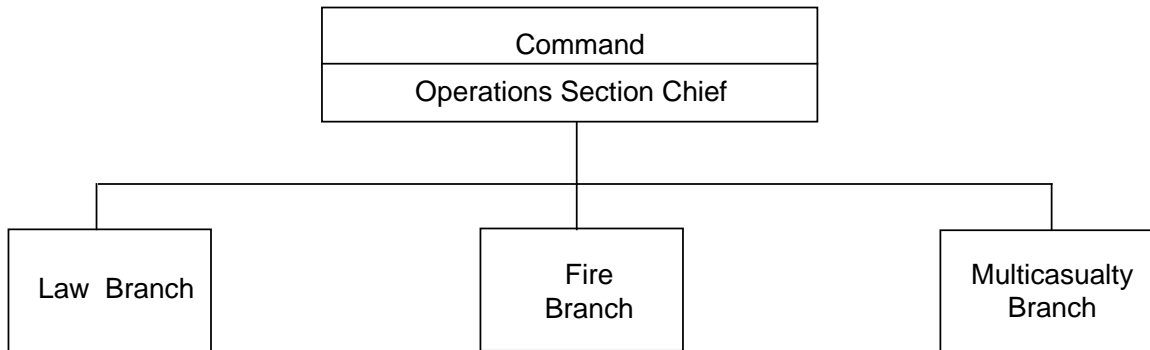 Command
Operations Section Chief
Law Branch
Fire
Branch
Multicasualty
Branch